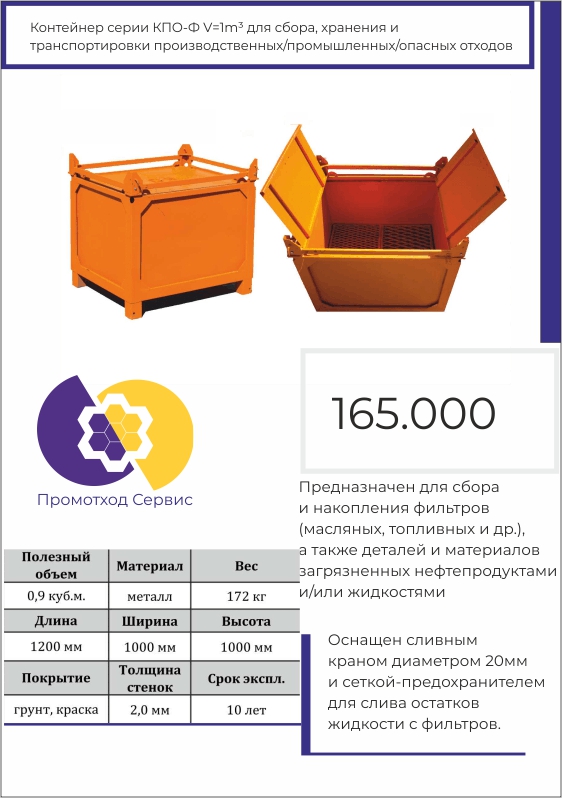 Контейнер серии КПО-Ф V=1m³ для сбора, хранения и
транспортировки производственных/промышленных/опасных отходов
165.000
Промотход Сервис
Предназначен для сбора
и накопления фильтров
(масляных, топливных и др.),
а также деталей и материалов
загрязненных нефтепродуктами
и/или жидкостями
Полезный объем Материал Вес
0,9 куб.м. металл 172 кг
Длина Ширина Высота
1200 мм 1000 мм 1000 мм
Покрытие Толщина стенок Срок экспл.
грунт, краска 2,0 мм 10 лет
Оснащен сливным
краном диаметром 20мм
и сеткой-предохранителем
для слива остатков
жидкости с фильтров.